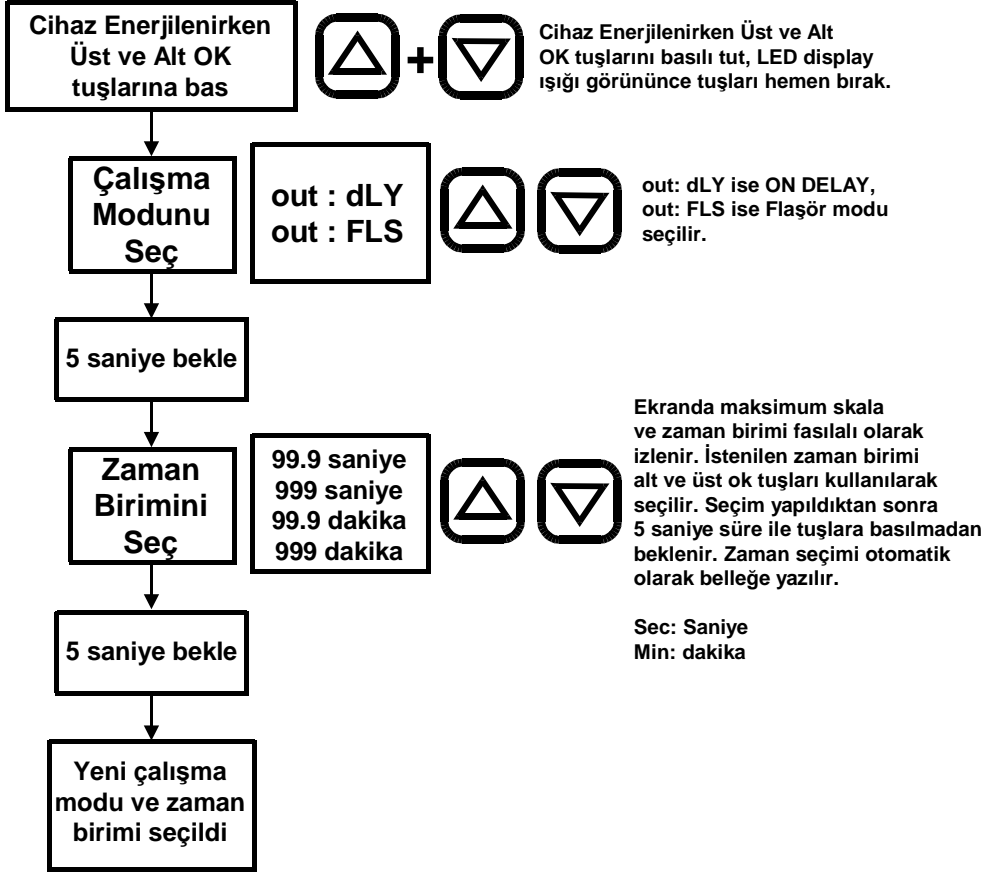 Cihaz Enerjilenirken
Üst ve Alt OK
tuşlarına bas
+
Cihaz Enerjilenirken Üst ve Alt
OK tuşlarını basılı tut, LED display
ışığı görününce tuşları hemen bırak.
Çalışma
Modunu
Seç
out : dLY
out : FLS
out: dLY ise ON DELAY,
out: FLS ise Flaşör modu
seçilir.
5 saniye bekle
Zaman
Birimini
Seç
99.9 saniye
999 saniye
99.9 dakika
999 dakika
Ekranda maksimum skala
ve zaman birimi fasılalı olarak
izlenir. İstenilen zaman birimi
alt ve üst ok tuşları kullanılarak
seçilir. Seçim yapıldıktan sonra
5 saniye süre ile tuşlara basılmadan
beklenir. Zaman seçimi otomatik
olarak belleğe yazılır.
Sec: Saniye
Min: dakika
5 saniye bekle
Yeni çalışma
modu ve zaman
birimi seçildi